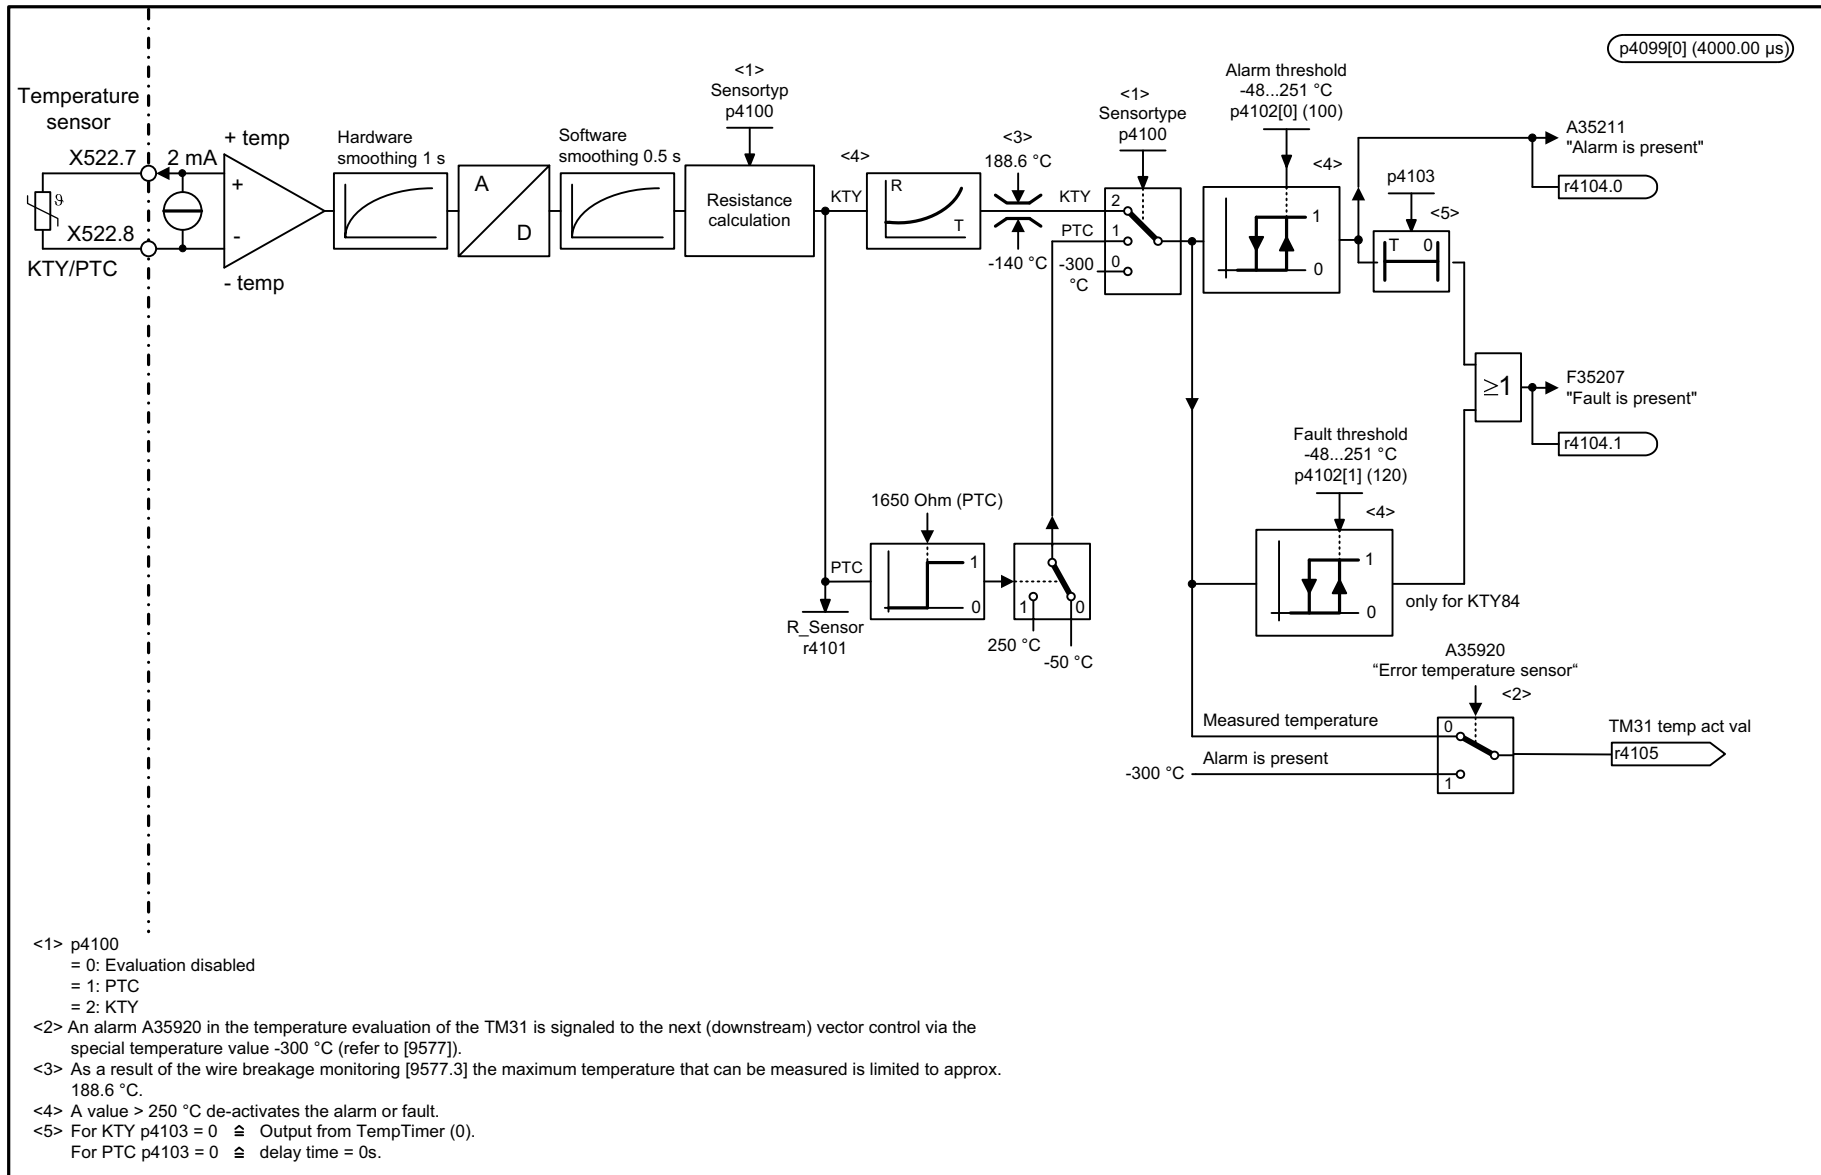 p4099[0] (4000.00 µs)
Temperature
sensor
X522.7
X522.8
KTY/PTC
ϑ
2 mA
+ temp
+
-
- temp
Hardware
smoothing 1 s
A
D
Software
smoothing 0.5 s
<1>
Sensortyp
p4100
Resistance
calculation
<4>
KTY
R
T
<3>
188.6 °C
-140 °C
KTY
PTC
-300
°C
<1>
Sensortype
p4100
2
1
0
Alarm threshold
-48...251 °C
p4102[0] (100)
<4>
1
0
A35211
"Alarm is present"
r4104.0
p4103
<5>
T 0
≥1
F35207
"Fault is present"
r4104.1
Fault threshold
-48...251 °C
p4102[1] (120)
<4>
1
0
only for KTY84
1650 Ohm (PTC)
PTC
1
0
R_Sensor
r4101
1 0
250 °C
-50 °C
A35920
“Error temperature sensor“
<2>
Measured temperature
0
Alarm is present
-300 °C
1
TM31 temp act val
r4105
<1> p4100
= 0: Evaluation disabled
= 1: PTC
= 2: KTY
<2> An alarm A35920 in the temperature evaluation of the TM31 is signaled to the next (downstream) vector control via the
special temperature value -300 °C (refer to [9577]).
<3> As a result of the wire breakage monitoring [9577.3] the maximum temperature that can be measured is limited to approx.
188.6 °C.
<4> A value > 250 °C de-activates the alarm or fault.
<5> For KTY p4103 = 0 ≙ Output from TempTimer (0).
For PTC p4103 = 0 ≙ delay time = 0s.